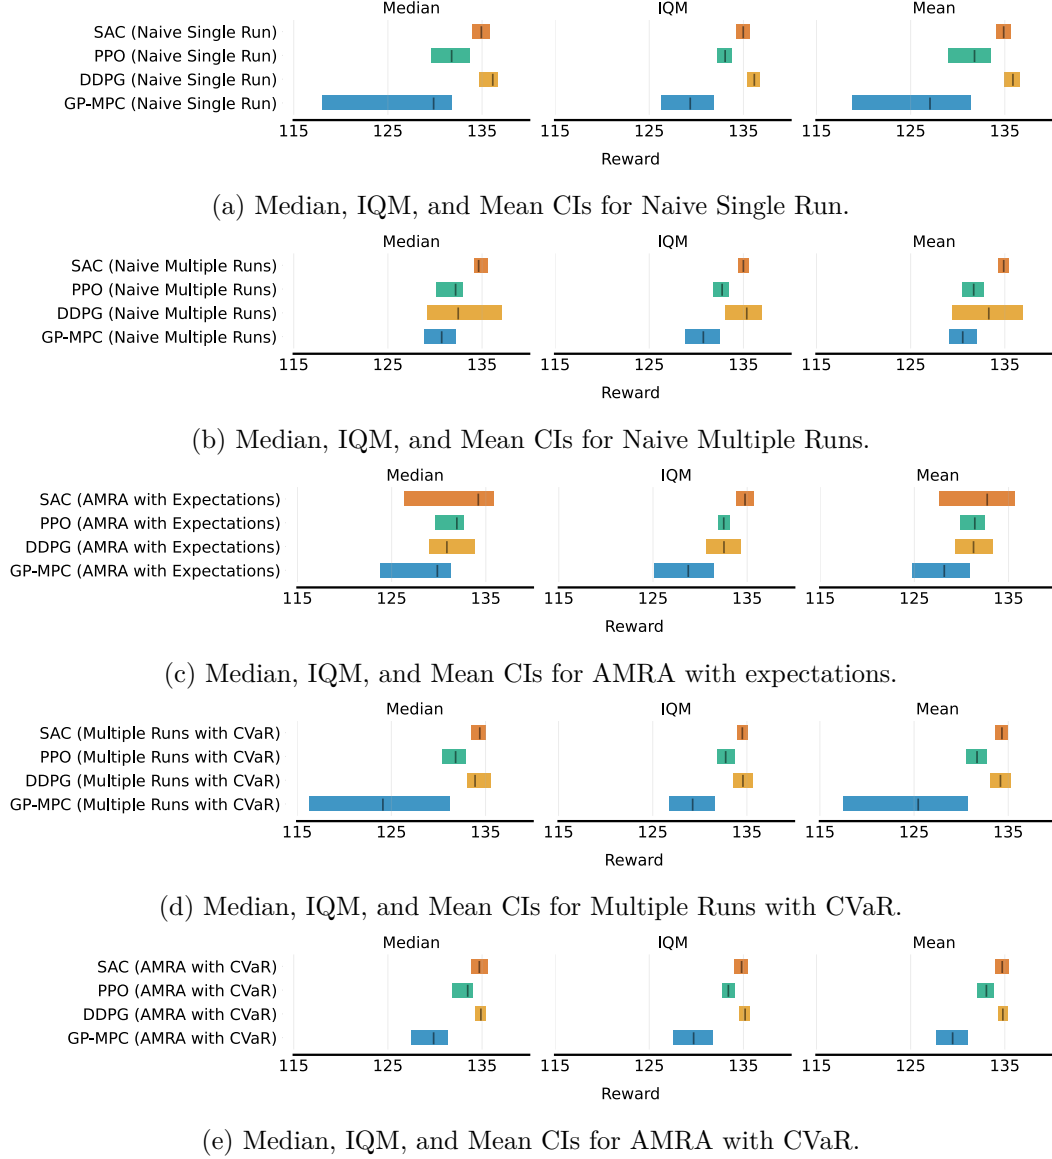 Median IQM Mean
SAC (Naive Single Run)
PPO (Naive Single Run)
DDPG (Naive Single Run)
GP-MPC (Naive Single Run)
115 125 135 125 135 125 135
Reward
(a) Median, IQM, and Mean CIs for Naive Single Run.
Median IQM Mean
SAC (Naive Multiple Runs)
PPO (Naive Multiple Runs)
DDPG (Naive Multiple Runs)
GP-MPC (Naive Multiple Runs)
115 125 135 115 125 135 115 125 135
Reward
(b) Median, IQM, and Mean CIs for Naive Multiple Runs.
Median IQM Mean
SAC (AMRA with Expectations)
PPO (AMRA with Expectations)
DDPG (AMRA with Expectations)
GP-MPC (AMRA with Expectations)
115 125 135 115 125 135 115 125 135
Reward
(c) Median, IQM, and Mean CIs for AMRA with expectations.
Median IQM Mean
SAC (Multiple Runs with CVaR)
PPO (Multiple Runs with CVaR)
DDPG (Multiple Runs with CVaR)
GP-MPC (Multiple Runs with CVaR)
115 125 135 115 125 135 115 125 135
Reward
(d) Median, IQM, and Mean CIs for Multiple Runs with CVaR.
Median IQM Mean
SAC (AMRA with CVaR)
PPO (AMRA with CVaR)
DDPG (AMRA with CVaR)
GP-MPC (AMRA with CVaR)
115 125 135 115 125 135 115 125 135
Reward
(e) Median, IQM, and Mean CIs for AMRA with CVaR.